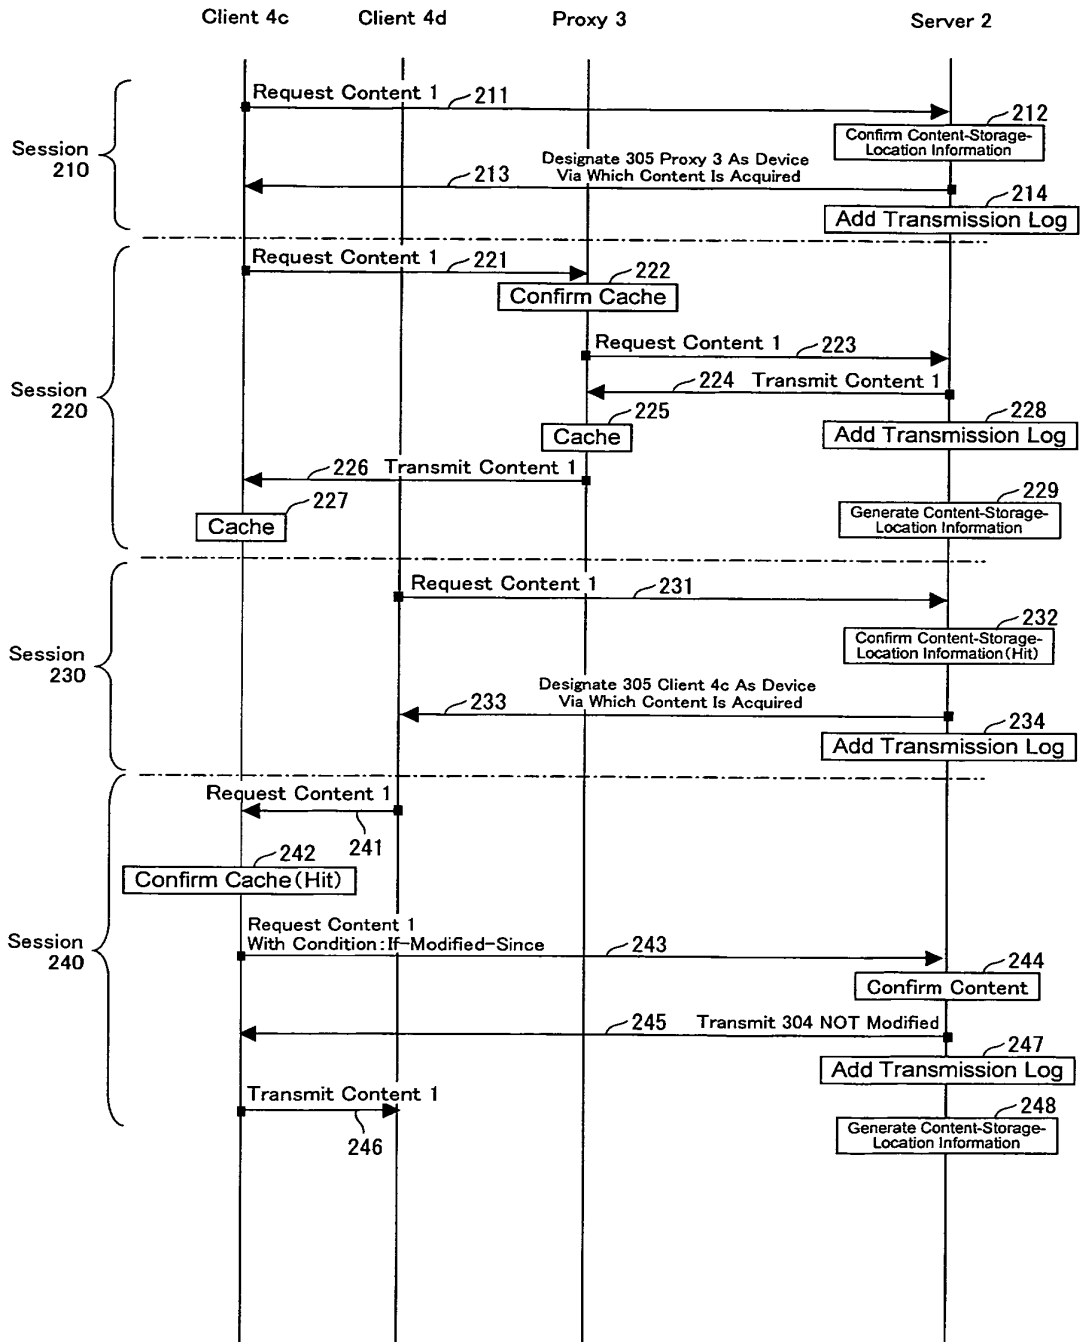 Client 4c
Client 4d
Proxy 3
Server 2
Session
210
Request Content 1
211
212
Confirm Content-Storage-
Location Information
213
Designate 305 Proxy 3 As Device
Via Which Content Is Acquired
214
Add Transmission Log
Session
220
Request Content 1
221
222
Confirm Cache
Request Content 1
223
224
Transmit Content 1
225
Cache
228
Add Transmission Log
226
Transmit Content 1
227
Cache
229
Generate Content-Storage-
Location Information
Session
230
Request Content 1
231
232
Confirm Content-Storage-
Location Information(Hit)
233
Designate 305 Client 4c As Device
Via Which Content Is Acquired
234
Add Transmission Log
Session
240
Request Content 1
241
242
Confirm Cache(Hit)
Request Content 1
With Condition:If-Modified-Since
243
244
Confirm Content
245
Transmit 304 NOT Modified
247
Add Transmission Log
Transmit Content 1
246
248
Generate Content-Storage-
Location Information